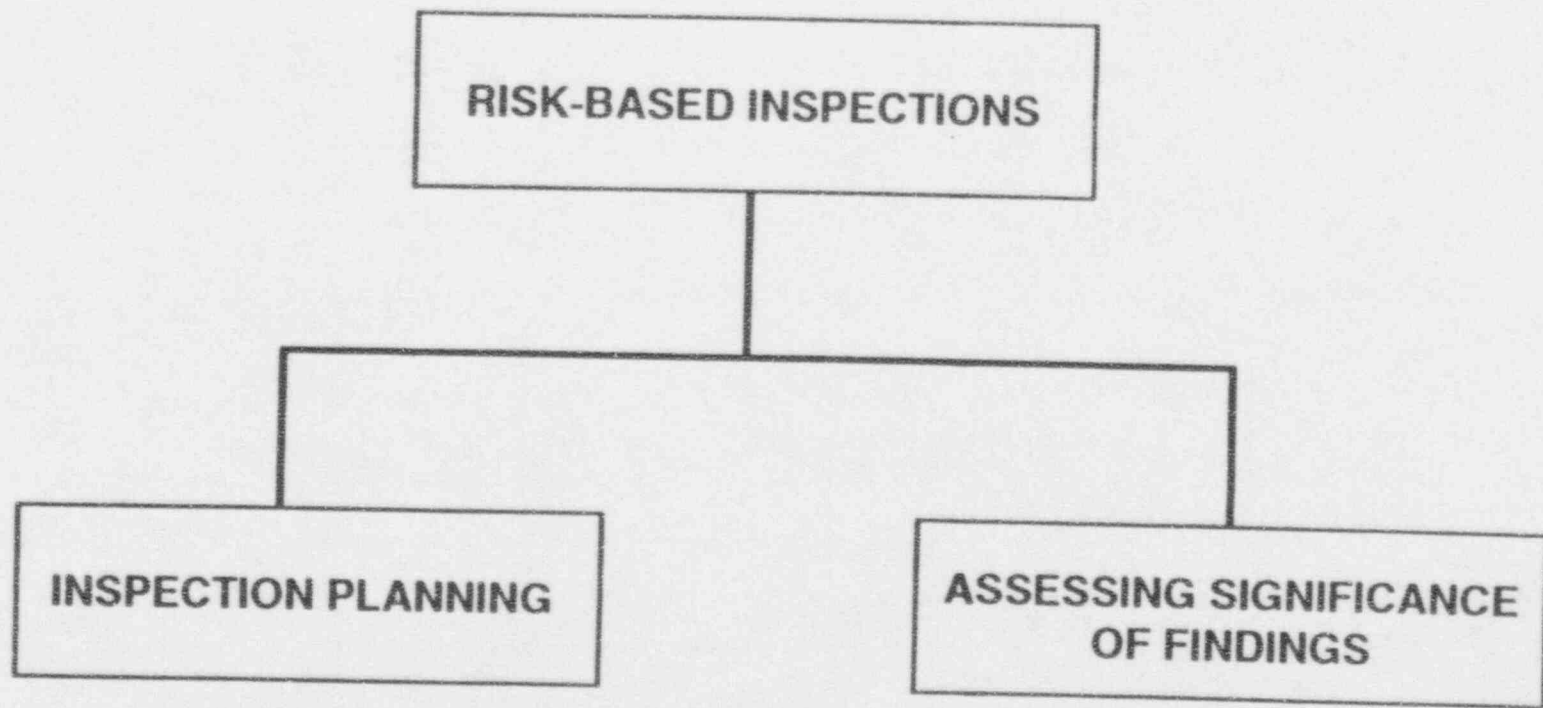 RISK-BASED INSPECTIONS
INSPECTION PLANNING
ASSESSING SIGNIFICANCE
OF FINDINGS